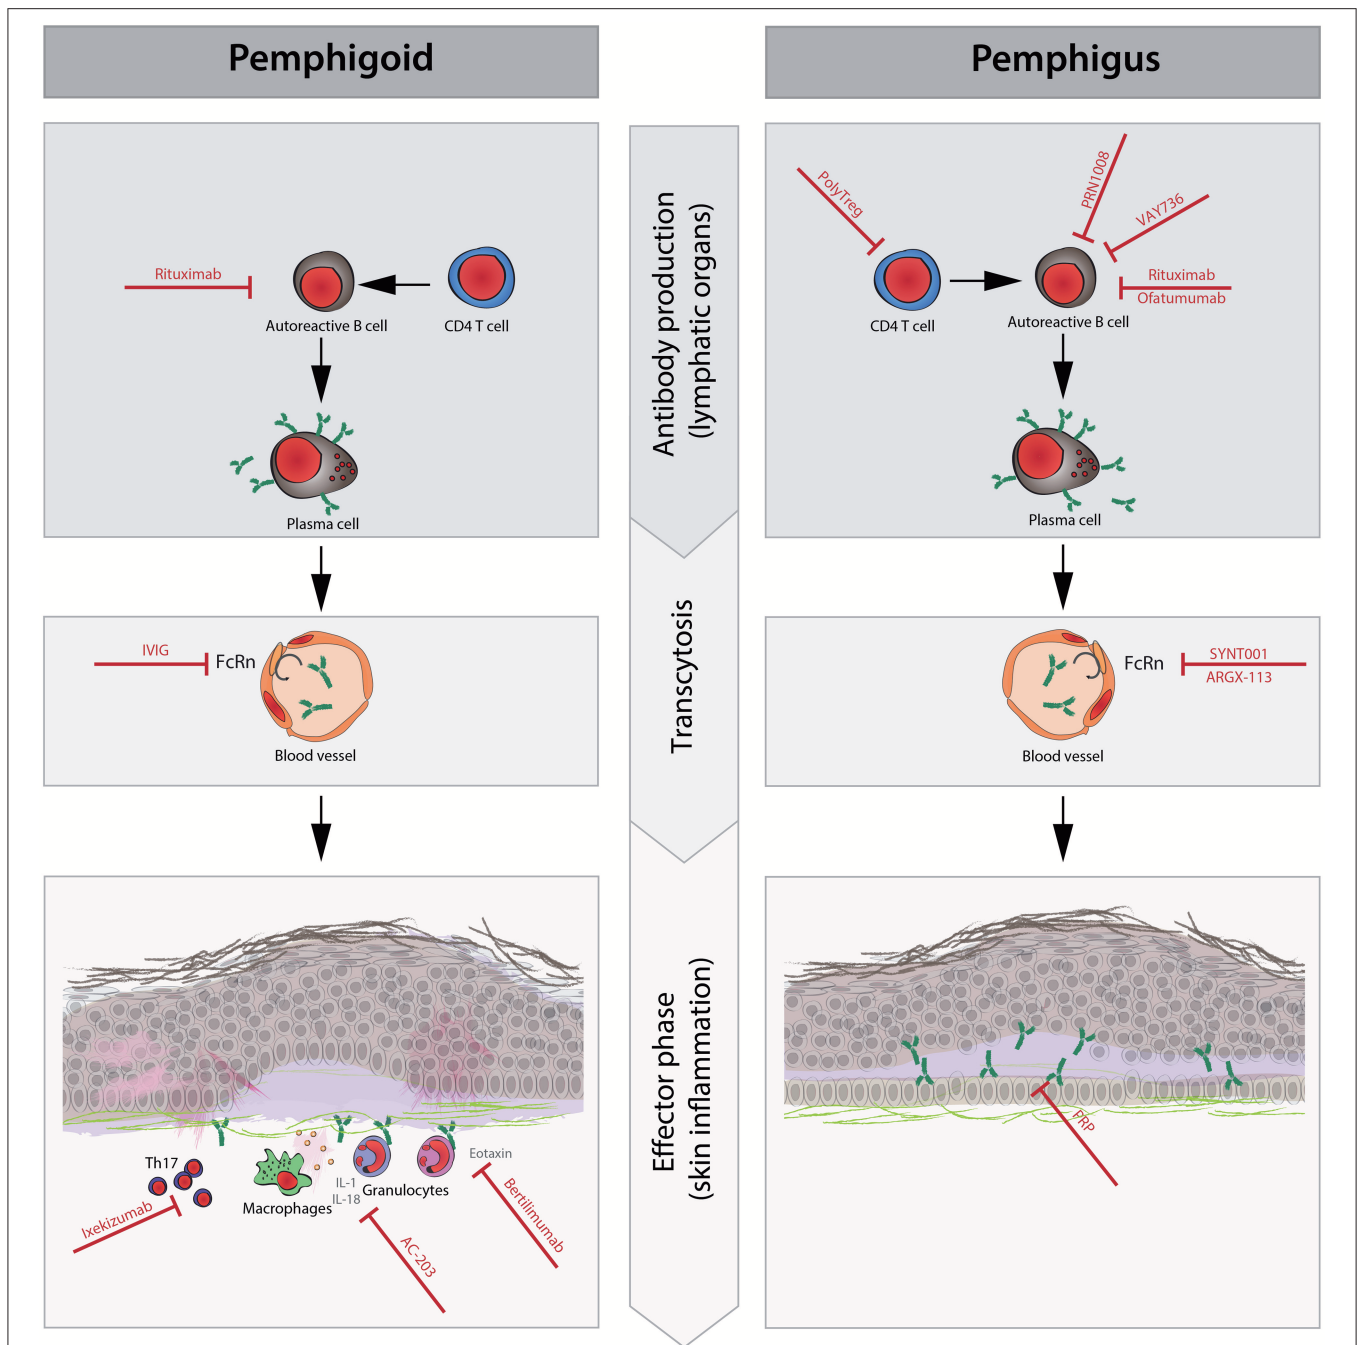 Pemphigoid
Pemphigus
Antibody production
(lymphatic organs)
Rituximab
Autoreactive B cell
CD4 T cell
Plasma cell
PolyTreg
PRN1008
VAY736
Rituximab
Ofatumumab
CD4 T cell
Autoreactive B cell
Plasma cell
Transcytosis
IVIG
FcRn
Blood vessel
FcRn
SYNT001
ARGX-113
Blood vessel
Effector phase
(skin inflammation)
Th17
Macrophages
IL-1
IL-18
Granulocytes
Eotaxin
Ixekizumab
AC-203
Bertilimumab
PRP